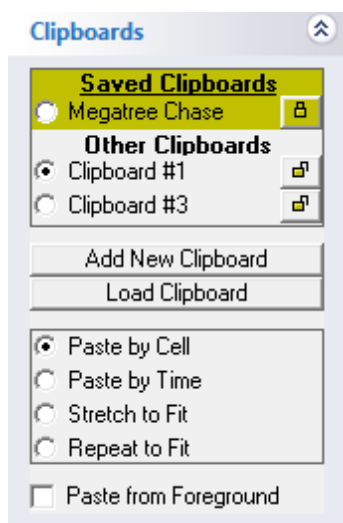 Clipboards
Saved Clipboards
Megatree Chase
Other Clipboards
Clipboard #1
Clipboard #3
Add New Clipboard
Load Clipboard
Paste by Cell
Paste by Time
Stretch to Fit
Repeat to Fit
Paste from Foreground